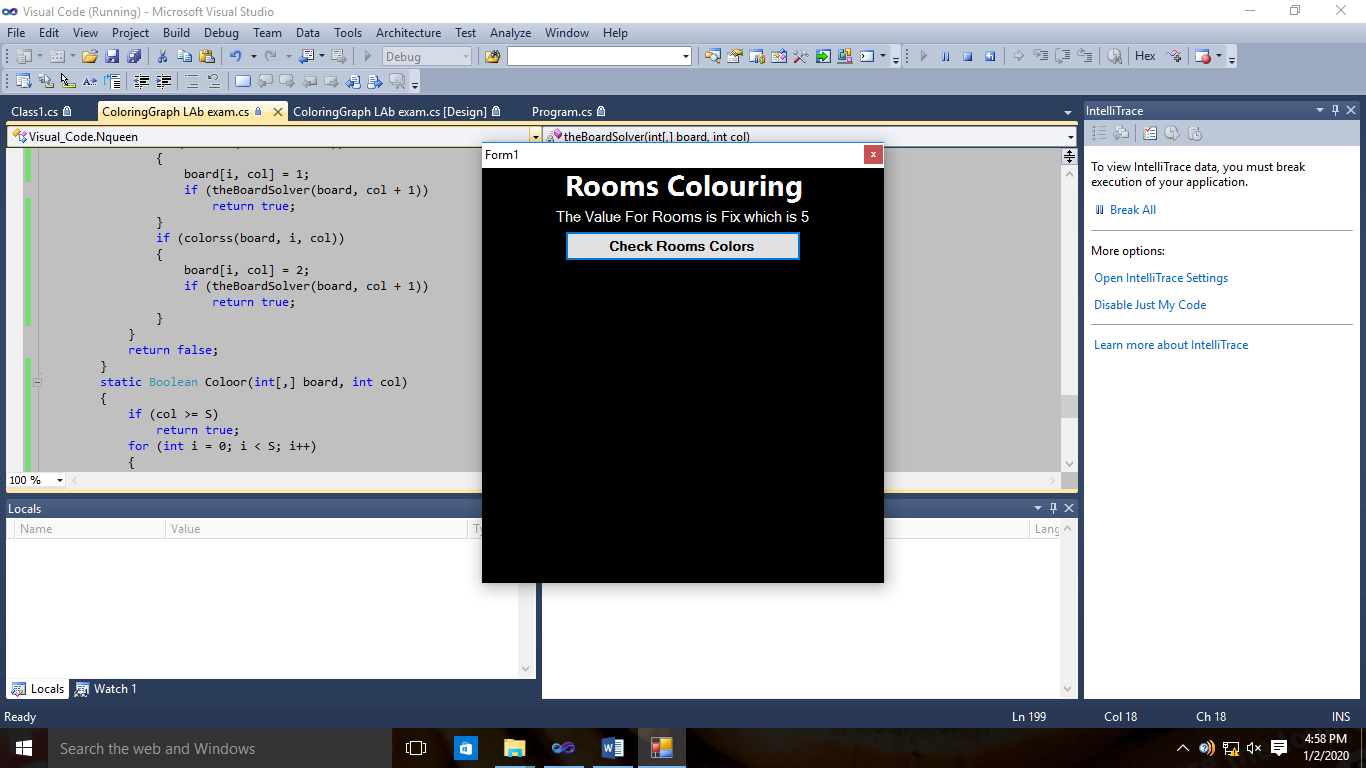 Visual Code (Running) - Microsoft Visual Studio
File Edit View Project Build Debug Team Data Tools Architecture Test Analyze Window Help
Debug Hex
Class1.cs ColoringGraph LAb exam.cs ColoringGraph LAb exam.cs [Design] Program.cs
Visual_Code.Nqueen theBoardSolver(int[,] board, int col)
{
board[i, col] = 1;
if (theBoardSolver(board, col + 1))
return true;
}
if (colorss(board, i, col))
{
board[i, col] = 2;
if (theBoardSolver(board, col + 1))
return true;
}
}
return false;
}
static Boolean Coloor(int[,] board, int col)
{
if (col >= S)
return true;
for (int i = 0; i < S; i++)
{
100 %
Form1
Rooms Colouring
The Value For Rooms is Fix which is 5
Check Rooms Colors
IntelliTrace
To view IntelliTrace data, you must break
execution of your application.
Break All
More options:
Open IntelliTrace Settings
Disable Just My Code
Learn more about IntelliTrace
Locals
Name Value Ty
Lang
Locals Watch 1
Ready Ln 199 Col 18 Ch 18 INS
Search the web and Windows
4:58 PM
1/2/2020